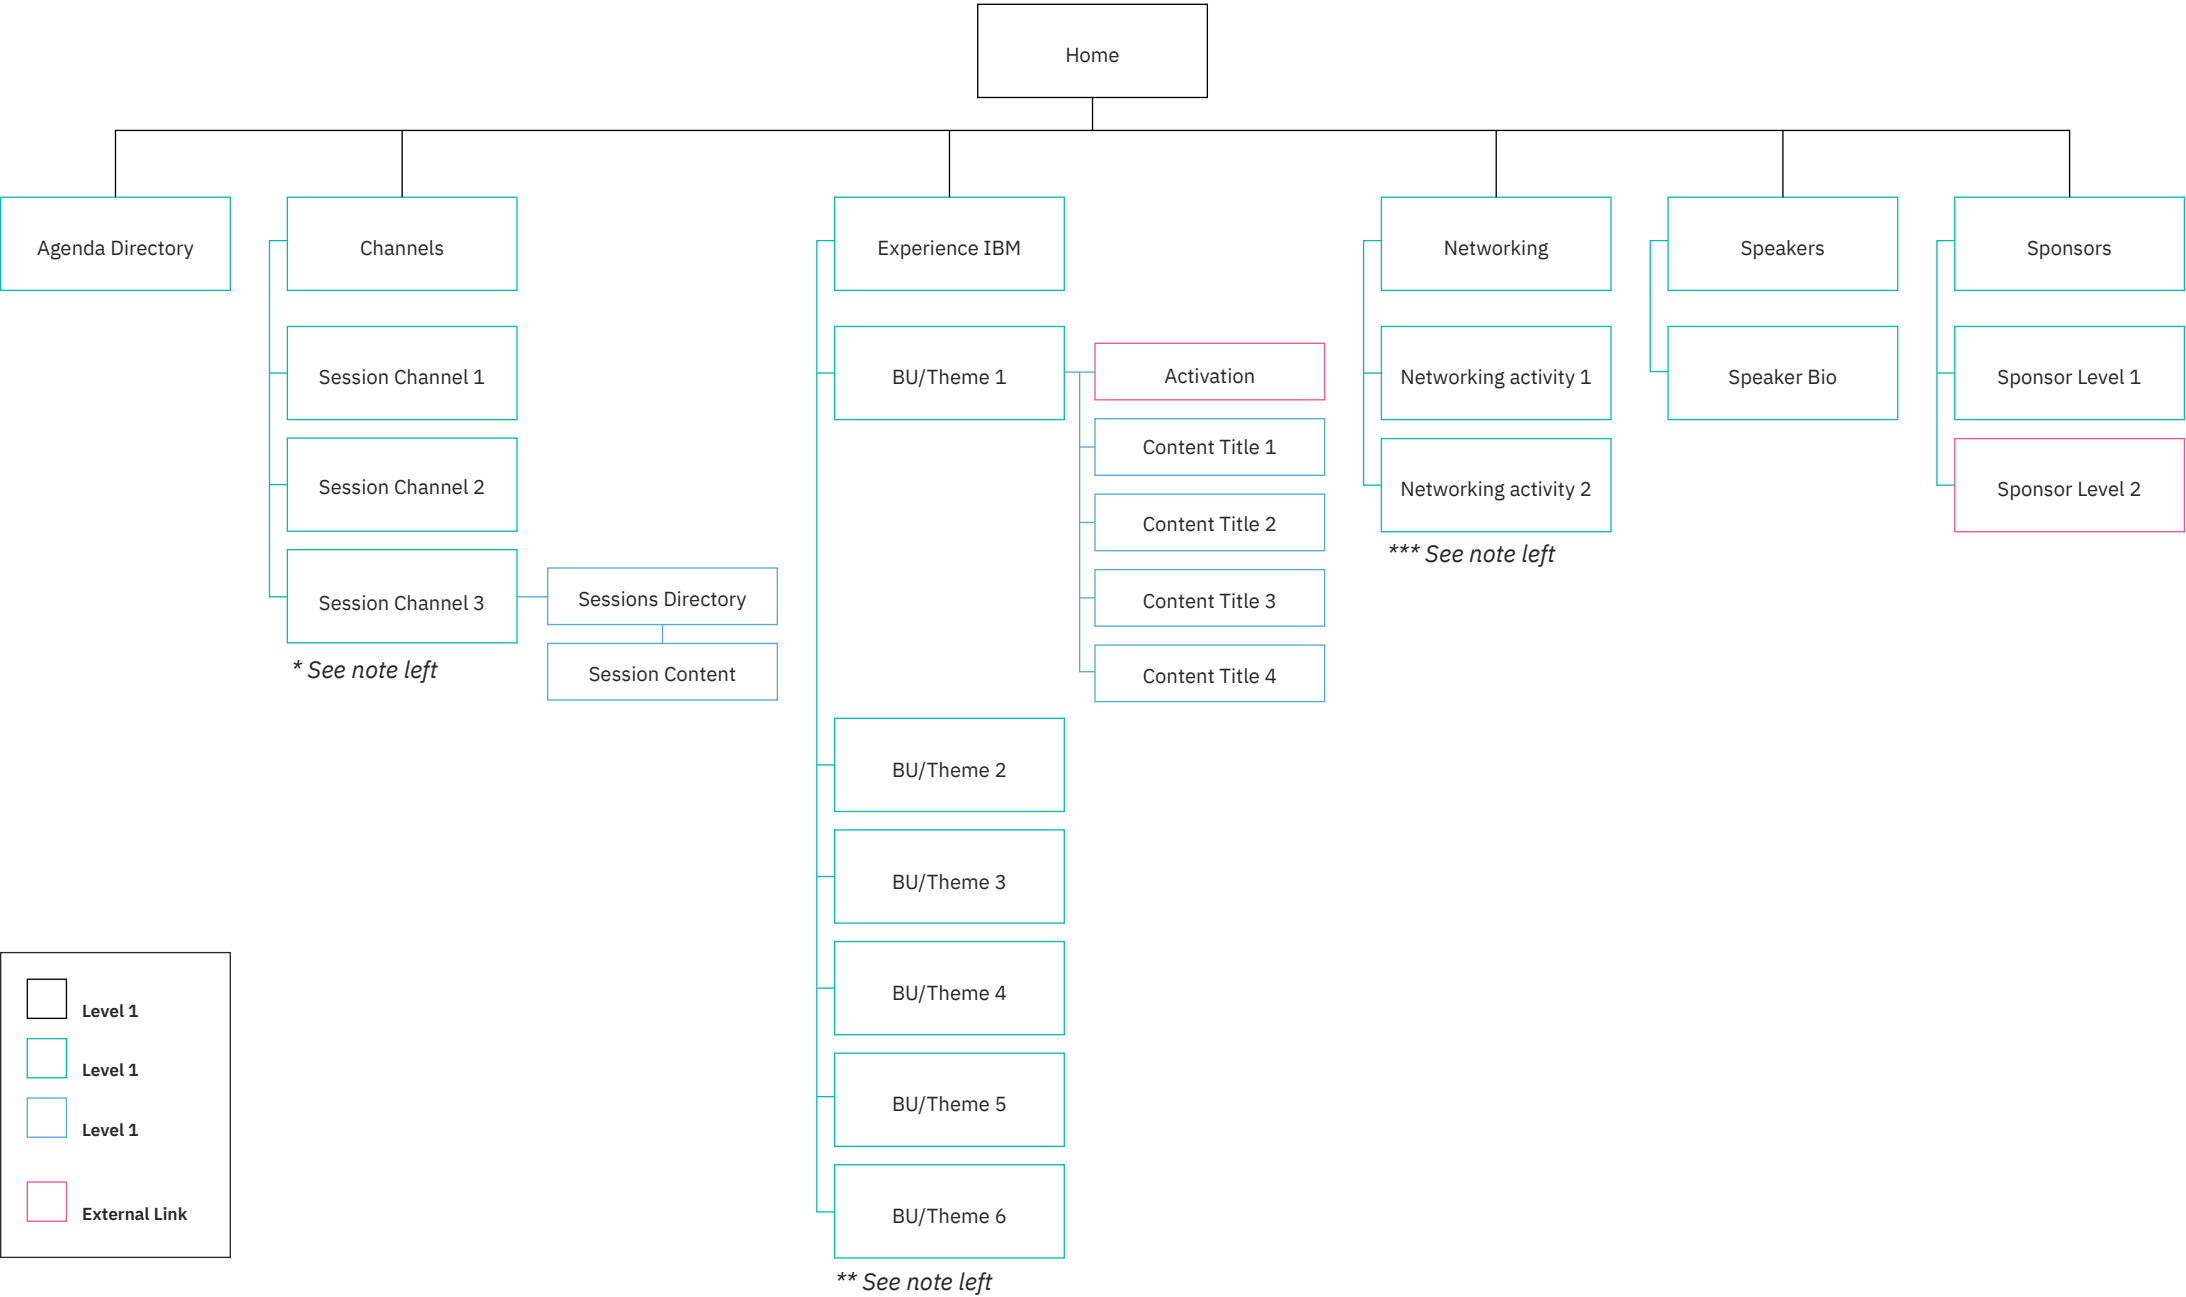 Home
Agenda Directory
Channels
Experience IBM
Networking
Speakers
Sponsors
Session Channel 1
Session Channel 2
Session Channel 3
* See note left
Sessions Directory
Session Content
BU/Theme 1
Activation
Content Title 1
Content Title 2
Content Title 3
Content Title 4
BU/Theme 2
BU/Theme 3
BU/Theme 4
BU/Theme 5
BU/Theme 6
** See note left
Networking activity 1
Networking activity 2
*** See note left
Speaker Bio
Sponsor Level 1
Sponsor Level 2
Level 1
Level 1
Level 1
External Link